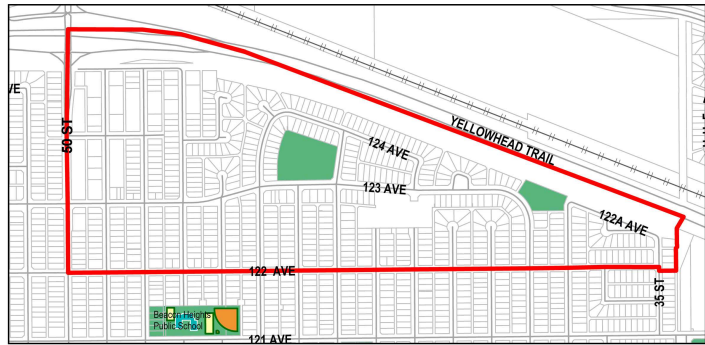 VE
50 ST
YELLOWHEAD TRAIL
124 AVE
123 AVE
122A AVE
122 AVE
35 ST
Beacon Heights
Public School
121 AVE